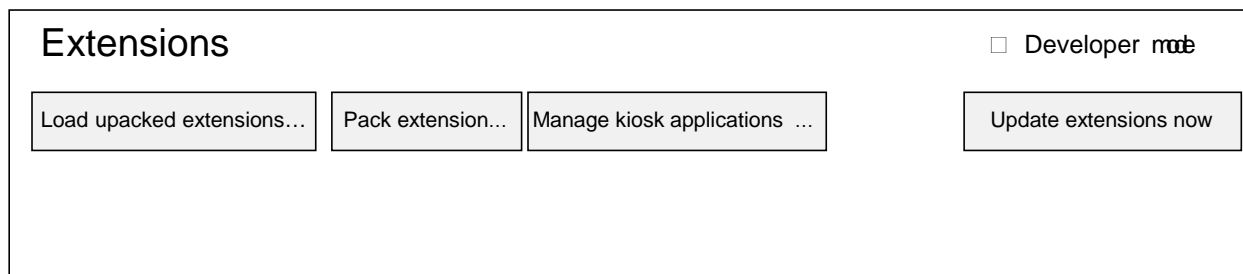 Extensions
☐ Developer mode
Load upacked extensions…
Pack extension...
Manage kiosk applications ...
Update extensions now